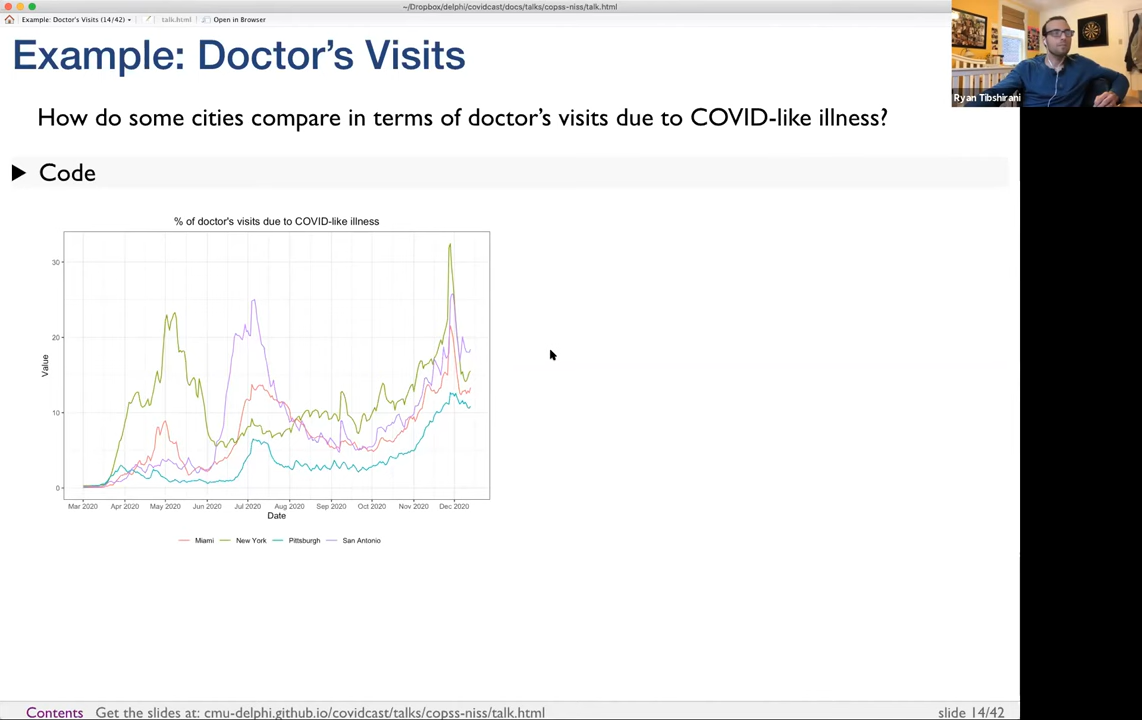 ~/Dropbox/delphi/covidcast/docs/talks/copss-niss/talk.html
Example: Doctor's Visits (14/42)
talk.html
Open in Browser
Example: Doctor's Visits
Ryan Tibshirani
How do some cities compare in terms of doctor's visits due to COVID-like illness?
Code
% of doctor's visits due to COVID-like illness
30
20
10
0
Value
Mar 2020 Apr 2020 May 2020 Jun 2020 Jul 2020 Aug 2020 Sep 2020 Oct 2020 Nov 2020 Dec 2020
Date
Miami New York Pittsburgh San Antonio
Contents Get the slides at: cmu-delphi.github.io/covidcast/talks/copss-niss/talk.html slide 14/42